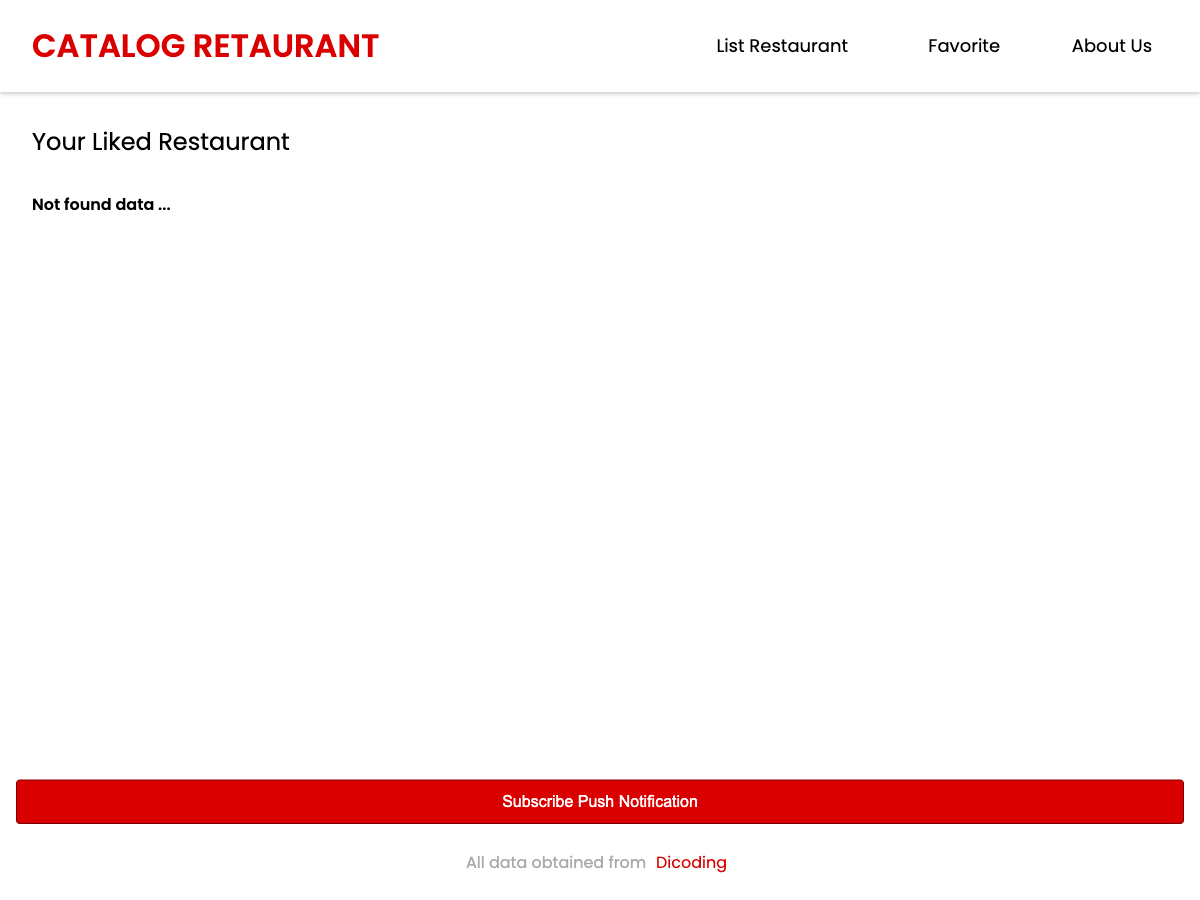 CATALOG RETAURANT
List Restaurant Favorite About Us
Your Liked Restaurant
Not found data ...
Subscribe Push Notification
All data obtained from Dicoding